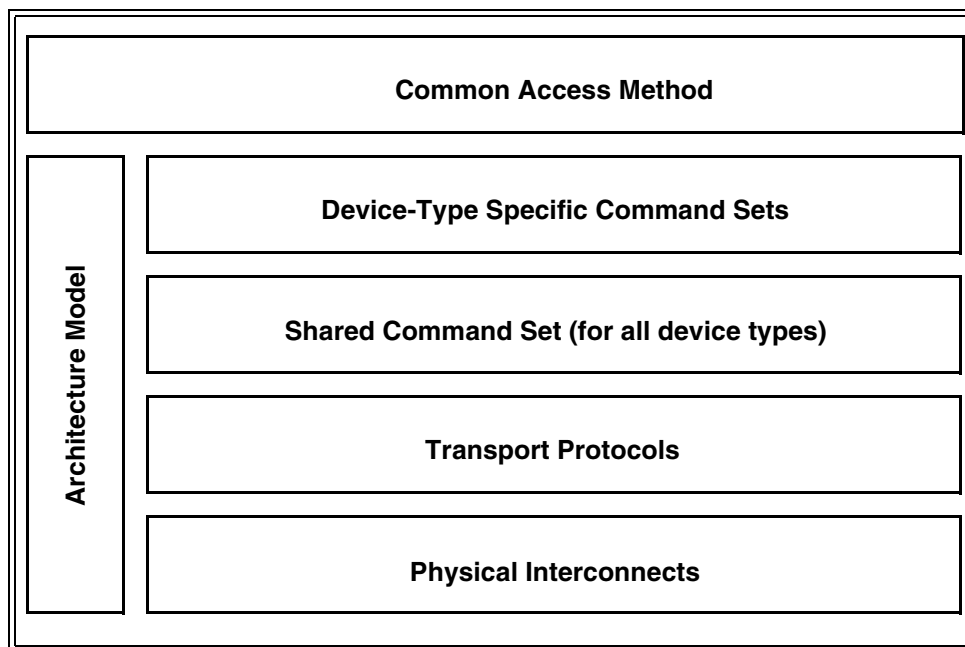 Common Access Method
Architecture Model
Device-Type Specific Command Sets
Shared Command Set (for all device types)
Transport Protocols
Physical Interconnects